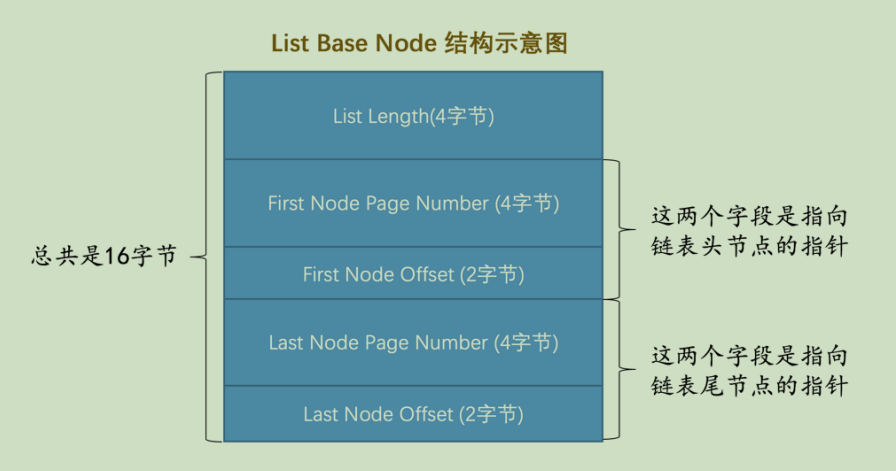 List Base Node 结构示意图
List Length(4字节)
First Node Page Number (4字节)
First Node Offset (2字节)
Last Node Page Number (4字节)
Last Node Offset (2字节)
总共是16字节
这两个字段是指向
链表头节点的指针
这两个字段是指向
链表尾节点的指针